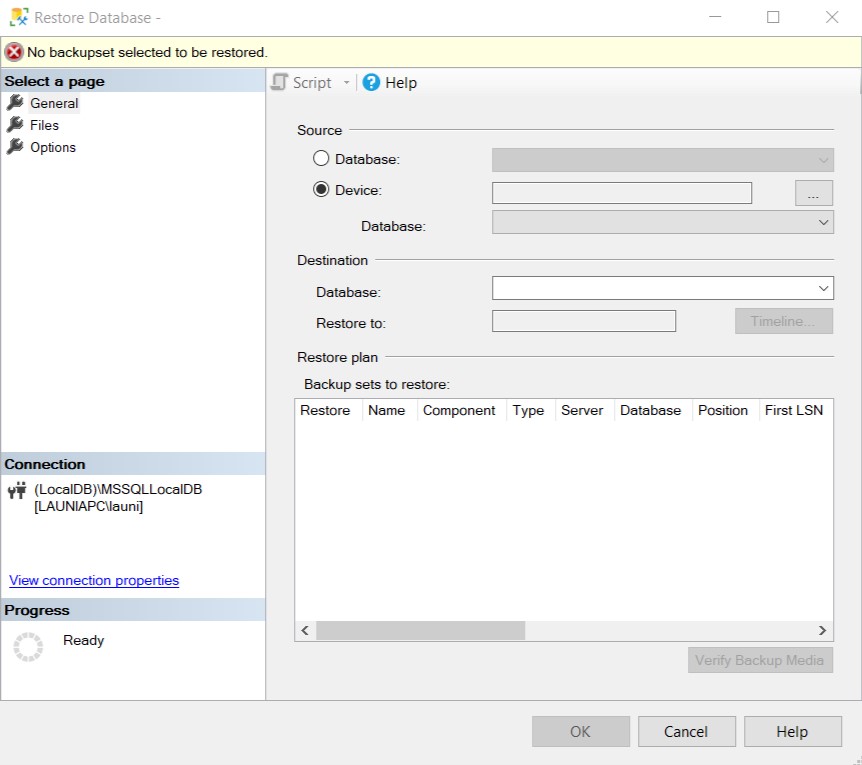 Restore Database -
No backupset selected to be restored.
Select a page
General
Files
Options
Script
Help
Source
Database:
Device:
...
Database:
Destination
Database:
Restore to:
Timeline...
Restore plan
Backup sets to restore:
Restore Name Component Type Server Database Position First LSN
Connection
(LocalDB)\MSSQLLocalDB
[LAUNIAPC\launi]
View connection properties
Progress
Ready
Verify Backup Media
OK Cancel Help